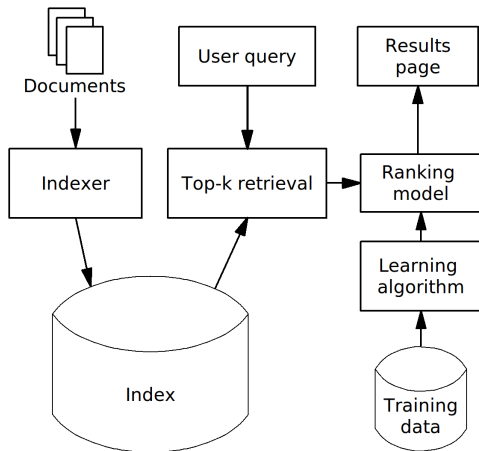 Documents
User query
Results
page
Indexer
Top-k retrieval
Ranking
model
Learning
algorithm
Index
Training
data